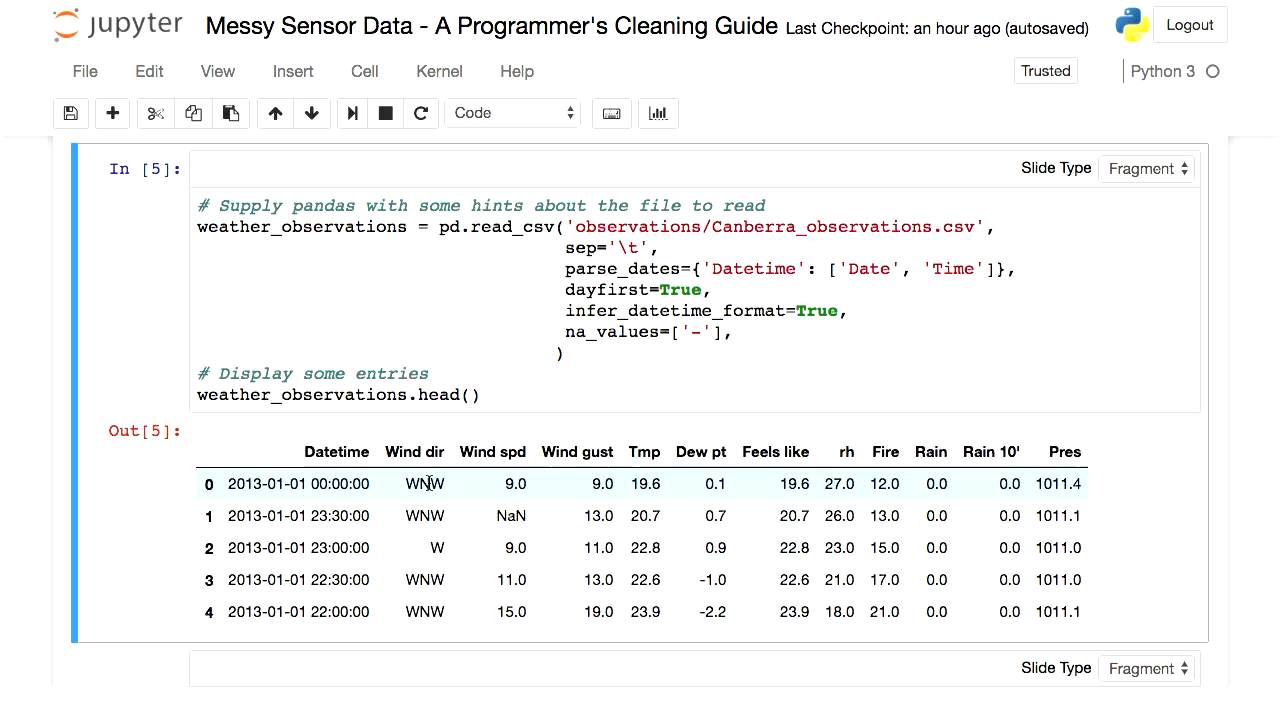 jupyter Messy Sensor Data - A Programmer's Cleaning Guide Last Checkpoint: an hour ago (autosaved) Logout
File Edit View Insert Cell Kernel Help Trusted Python 3
Code
In [5]: Slide Type Fragment
# Supply pandas with some hints about the file to read
weather_observations = pd.read_csv('observations/Canberra_observations.csv',
sep='\t',
parse_dates={'Datetime': ['Date', 'Time']},
dayfirst=True,
infer_datetime_format=True,
na_values=['-'],
)
# Display some entries
weather_observations.head()
Out[5]:
Datetime Wind dir Wind spd Wind gust Tmp Dew pt Feels like rh Fire Rain Rain 10' Pres
0 2013-01-01 00:00:00 WNW 9.0 9.0 19.6 0.1 19.6 27.0 12.0 0.0 0.0 1011.4
1 2013-01-01 23:30:00 WNW NaN 13.0 20.7 0.7 20.7 26.0 13.0 0.0 0.0 1011.1
2 2013-01-01 23:00:00 W 9.0 11.0 22.8 0.9 22.8 23.0 15.0 0.0 0.0 1011.0
3 2013-01-01 22:30:00 WNW 11.0 13.0 22.6 -1.0 22.6 21.0 17.0 0.0 0.0 1011.0
4 2013-01-01 22:00:00 WNW 15.0 19.0 23.9 -2.2 23.9 18.0 21.0 0.0 0.0 1011.1
Slide Type Fragment